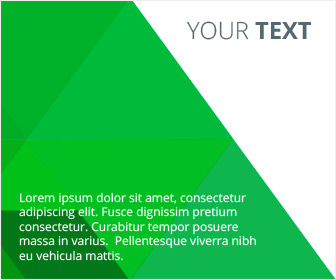 YOUR TEXT
Lorem ipsum dolor sit amet, consectetur
adipiscing elit. Fusce dignissim pretium
consectetur. Curabitur tempor posuere
massa in varius.  Pellentesque viverra nibh
eu vehicula mattis.